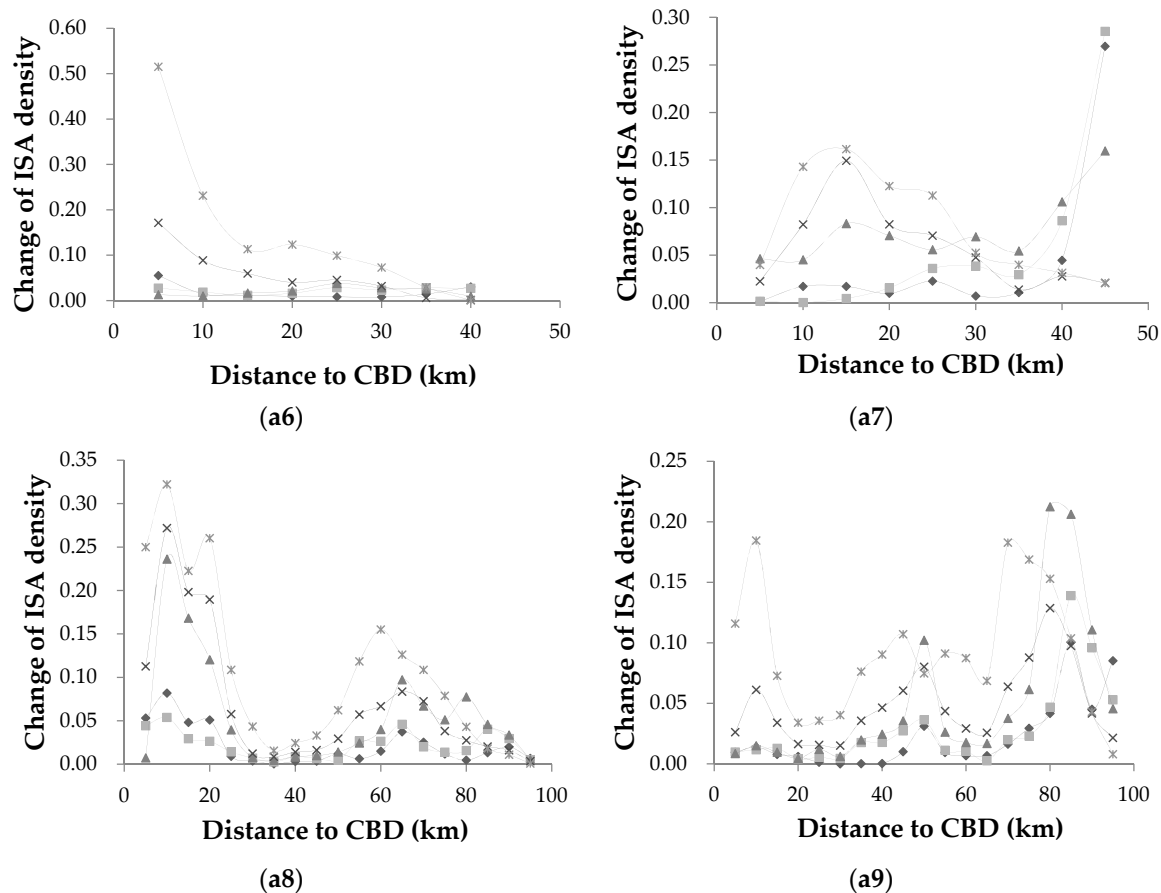 Change of ISA density
0.60
0.50
0.40
0.30
0.20
0.10
0.00
0 10 20 30 40 50
Distance to CBD (km)
(a6)
Change of ISA density
0.30
0.25
0.20
0.15
0.10
0.05
0.00
0 10 20 30 40 50
Distance to CBD (km)
(a7)
Change of ISA density
0.35
0.30
0.25
0.20
0.15
0.10
0.05
0.00
0 20 40 60 80 100
Distance to CBD (km)
(a8)
Change of ISA density
0.25
0.20
0.15
0.10
0.05
0.00
0 20 40 60 80 100
Distance to CBD (km)
(a9)